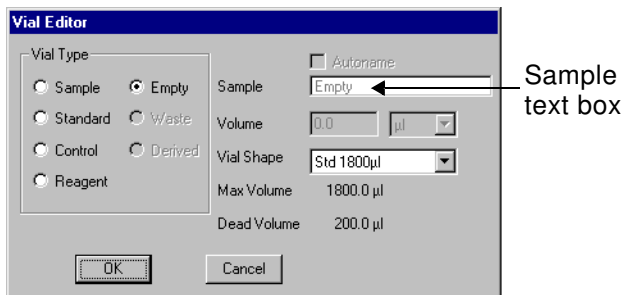 Vial Editor
Vial Type
Sample
Empty
Standard
Waste
Control
Derived
Reagent
Autoname
Sample
Empty
Volume
0.0
µl
Vial Shape
Std 1800µl
Max Volume
1800.0 µl
Dead Volume
200.0 µl
OK
Cancel
Sample
text box